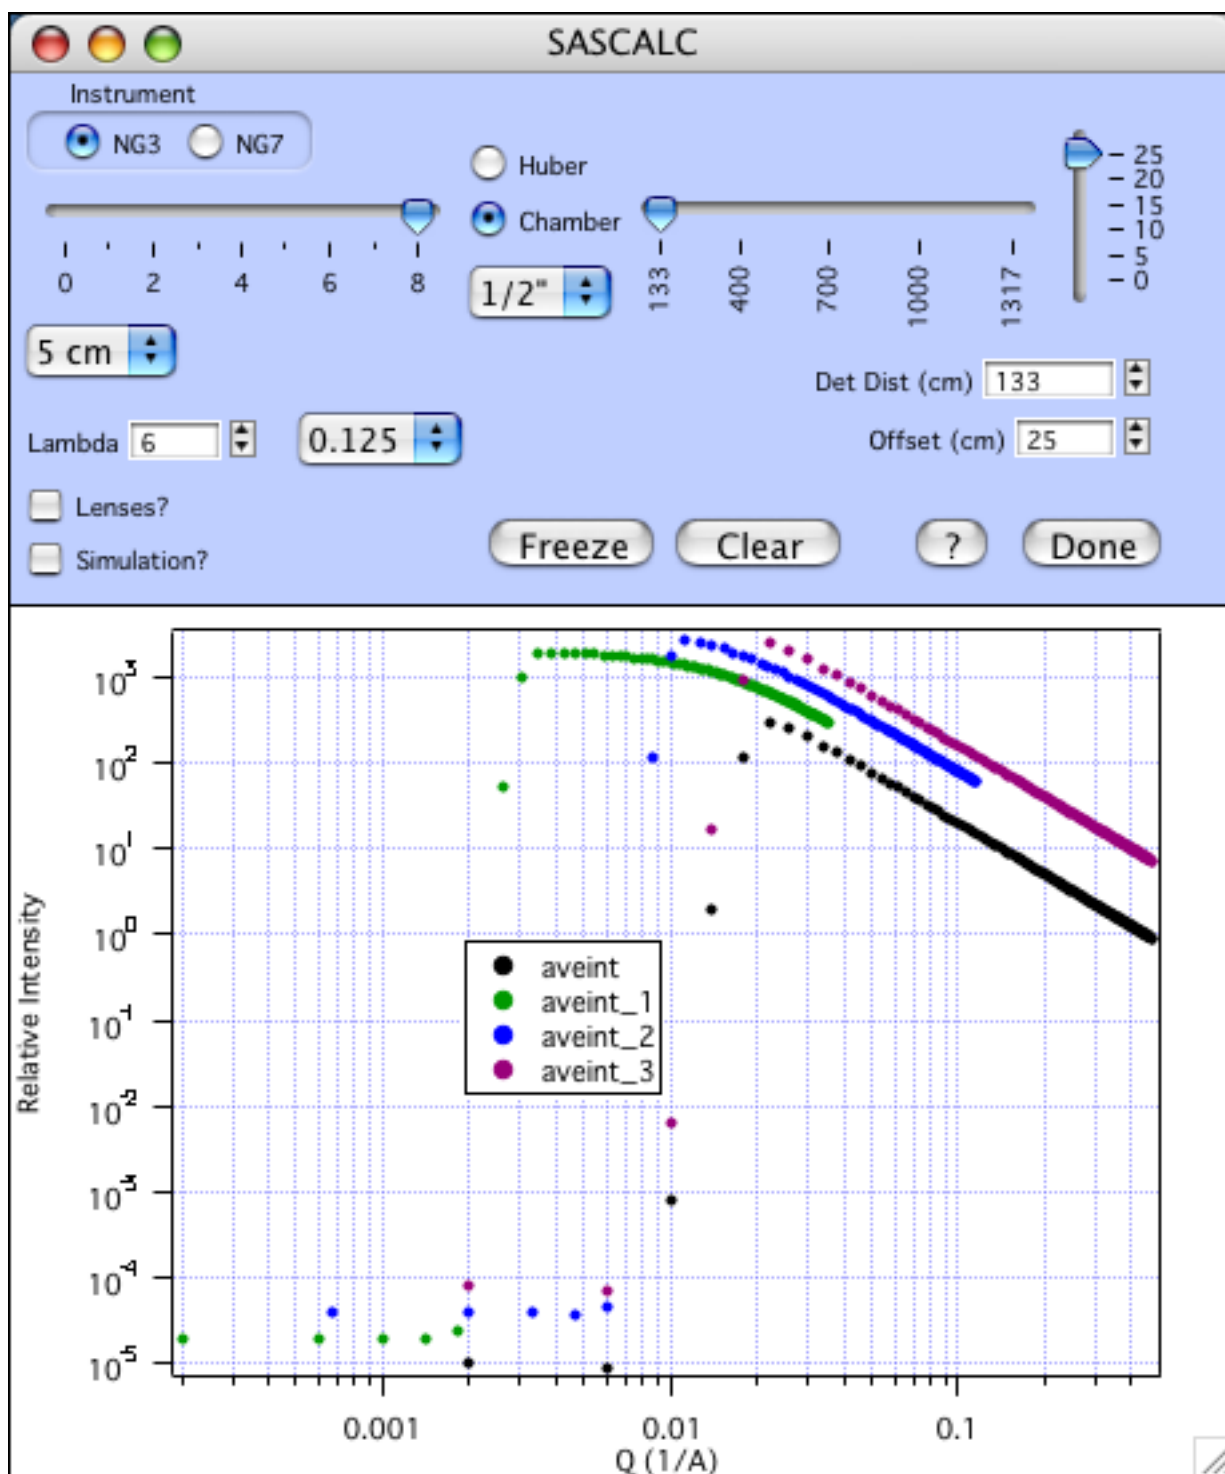 SASCALC
Instrument
NG3 NG7
Huber
Chamber
0 2 4 6 8
1/2"
133 400 700 1000 1317
25
20
15
10
5
0
5 cm
Det Dist (cm) 133
Lambda 6 0.125
Offset (cm) 25
Lenses?
Simulation?
Freeze Clear ? Done
10³
10²
10¹
10⁰
10⁻¹
10⁻²
10⁻³
10⁻⁴
10⁻⁵
Relative Intensity
aveint
aveint_1
aveint_2
aveint_3
0.001 0.01 0.1
Q (1/A)